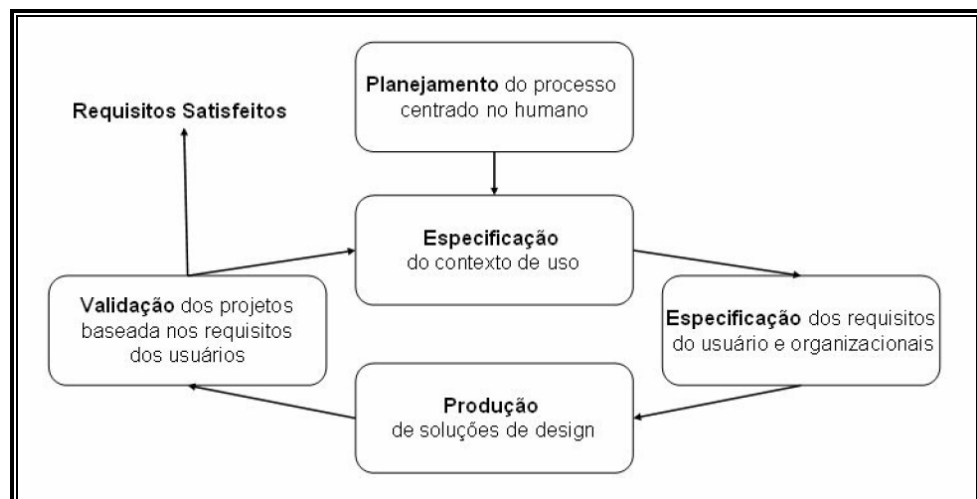 Planejamento do processo
centrado no humano
Requisitos Satisfeitos
Especificação
do contexto de uso
Validação dos projetos
baseada nos requisitos
dos usuários
Especificação dos requisitos
do usuário e organizacionais
Produção
de soluções de design